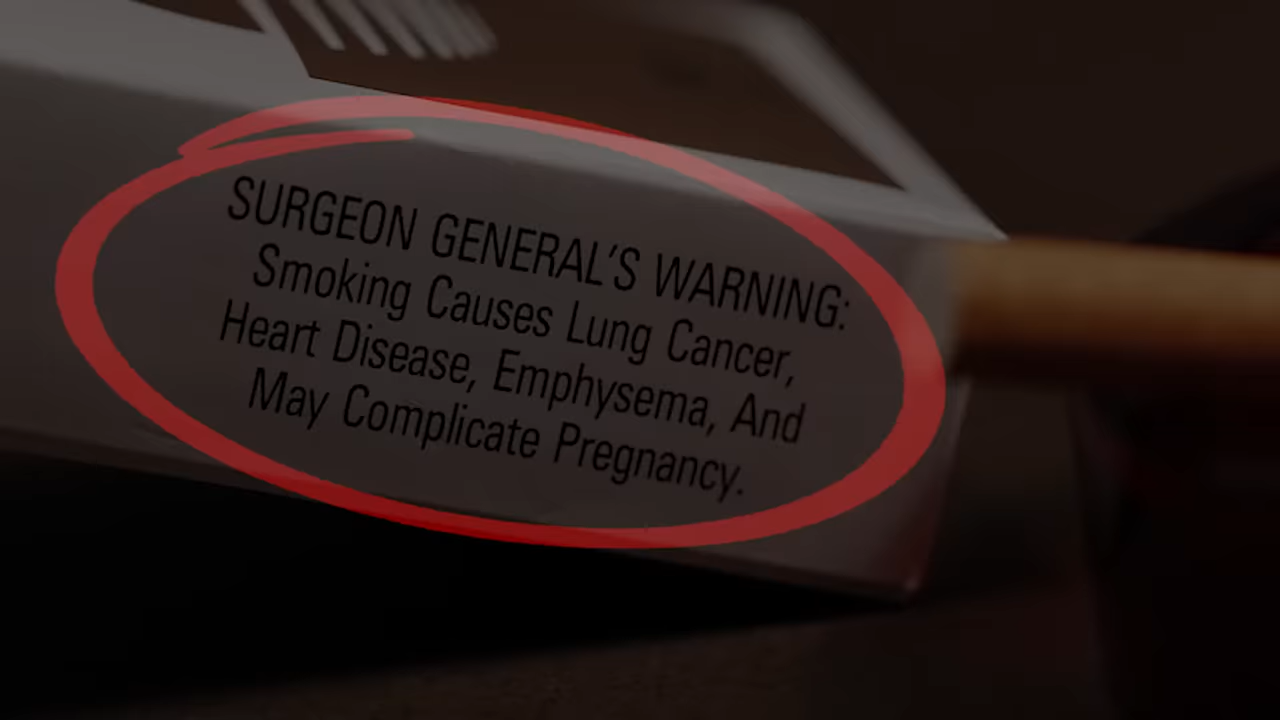 SURGEON GENERAL'S WARNING:
Smoking Causes Lung Cancer,
Heart Disease, Emphysema, And
May Complicate Pregnancy.